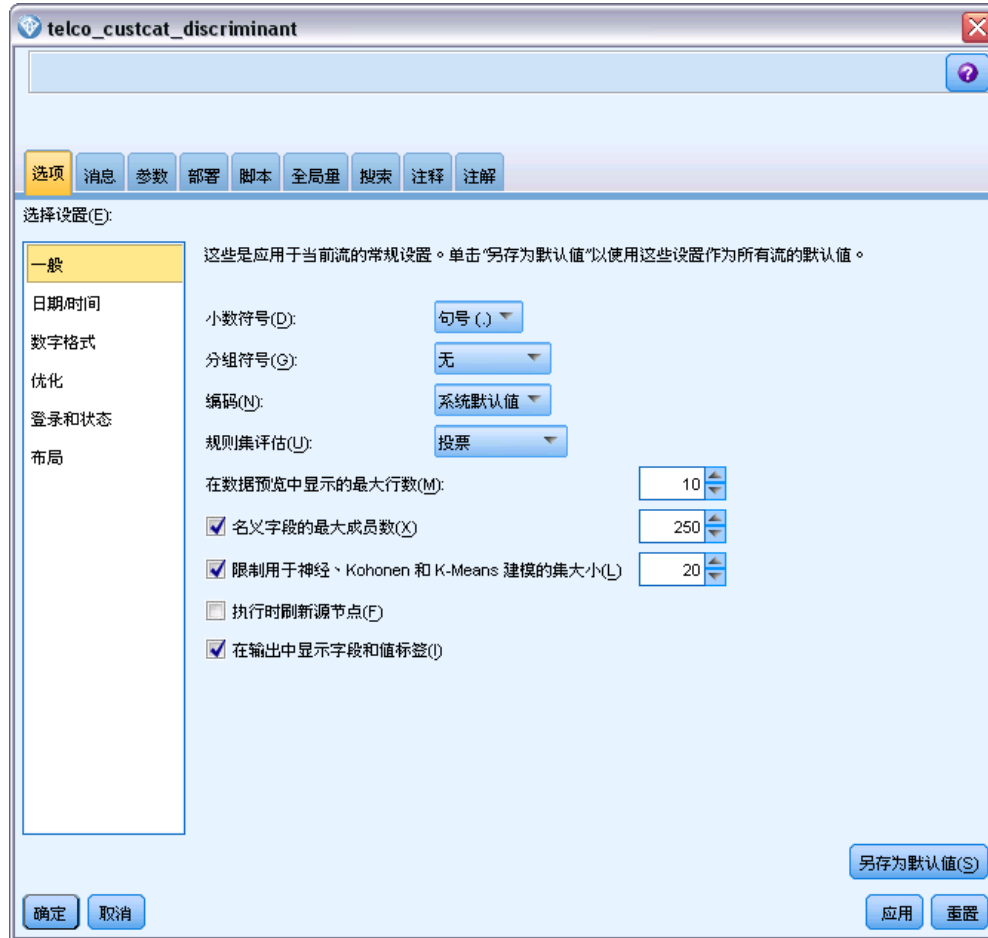 telco_custcat_discriminant
选项 消息 参数 部署 脚本 全局量 搜索 注释 注解
选择设置(E):
一般
日期/时间
数字格式
优化
登录和状态
布局
这些是应用于当前流的常规设置。单击“另存为默认值”以使用这些设置作为所有流的默认值。
小数符号(D): 句号 (.)
分组符号(G): 无
编码(N): 系统默认值
规则集评估(U): 投票
在数据预览中显示的最大行数(M): 10
名义字段的最大成员数(X) 250
限制用于神经、Kohonen 和 K-Means 建模的集大小(L) 20
执行时刷新源节点(F)
在输出中显示字段和值标签(I)
另存为默认值(S)
确定 取消 应用 重置